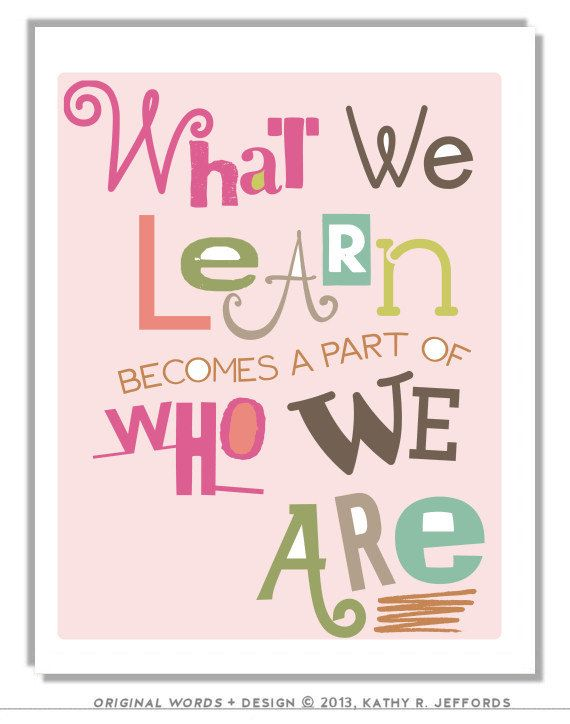 What We
LeARn
BECOMES A PART OF
WHO WE
ARe
ORIGINAL WORDS + DESIGN © 2013, KATHY R. JEFFORDS